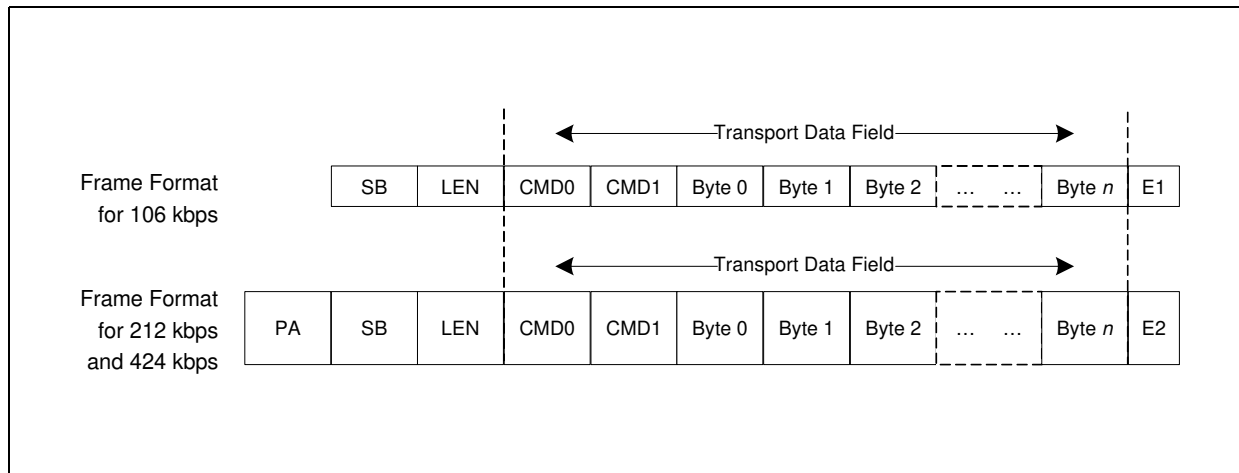 Transport Data Field
Frame Format
for 106 kbps
SB LEN CMD0 CMD1 Byte 0 Byte 1 Byte 2 ... ... Byte n E1
Transport Data Field
Frame Format
for 212 kbps
and 424 kbps
PA SB LEN CMD0 CMD1 Byte 0 Byte 1 Byte 2 ... ... Byte n E2